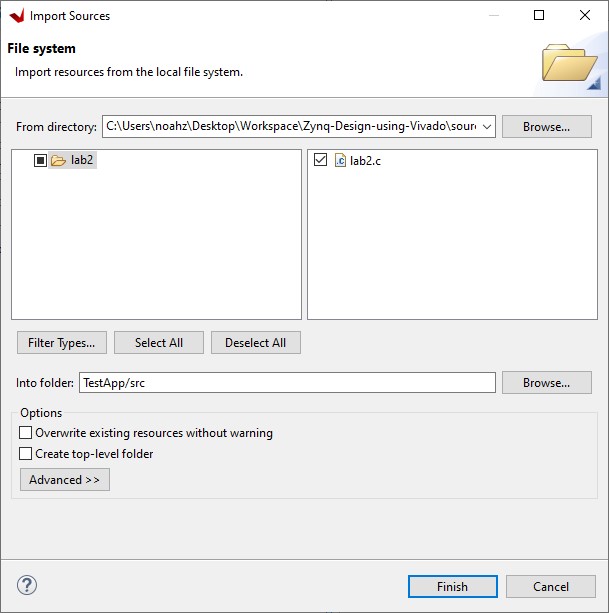 Import Sources
File system
Import resources from the local file system.
From directory: C:\Users\noahz\Desktop\Workspace\Zynq-Design-using-Vivado\sour Browse...
lab2
.c lab2.c
Filter Types... Select All Deselect All
Into folder: TestApp/src Browse...
Options
Overwrite existing resources without warning
Create top-level folder
Advanced >>
? Finish Cancel